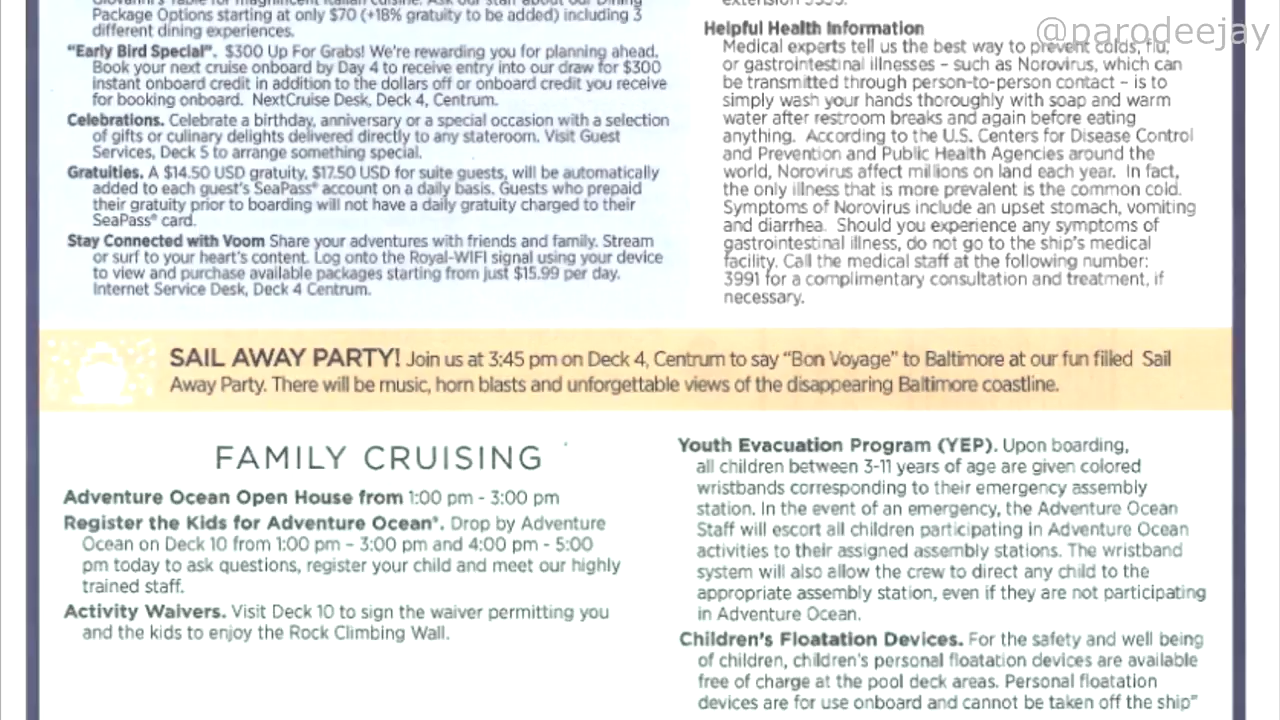 Giovanni's Table for magnificent Italian cuisine. Ask our staff about our Dining
Package Options starting at only $70 (+18% gratuity to be added) including 3
different dining experiences.
“Early Bird Special”. $300 Up For Grabs! We're rewarding you for planning ahead.
Book your next cruise onboard by Day 4 to receive entry into our draw for $300
instant onboard credit in addition to the dollars off or onboard credit you receive
for booking onboard. NextCruise Desk, Deck 4, Centrum.
Celebrations. Celebrate a birthday, anniversary or a special occasion with a selection
of gifts or culinary delights delivered directly to any stateroom. Visit Guest
Services, Deck 5 to arrange something special.
Gratuities. A $14.50 USD gratuity, $17.50 USD for suite guests, will be automatically
added to each guest's SeaPass® account on a daily basis. Guests who prepaid
their gratuity prior to boarding will not have a daily gratuity charged to their
SeaPass® card.
Stay Connected with Voom Share your adventures with friends and family. Stream
or surf to your heart's content. Log onto the Royal-WIFI signal using your device
to view and purchase available packages starting from just $15.99 per day.
Internet Service Desk, Deck 4 Centrum.
extension 3333.
@parodeejay
Helpful Health Information
Medical experts tell us the best way to prevent colds, flu,
or gastrointestinal illnesses – such as Norovirus, which can
be transmitted through person-to-person contact – is to
simply wash your hands thoroughly with soap and warm
water after restroom breaks and again before eating
anything. According to the U.S. Centers for Disease Control
and Prevention and Public Health Agencies around the
world, Norovirus affect millions on land each year. In fact,
the only illness that is more prevalent is the common cold.
Symptoms of Norovirus include an upset stomach, vomiting
and diarrhea. Should you experience any symptoms of
gastrointestinal illness, do not go to the ship's medical
facility. Call the medical staff at the following number:
3991 for a complimentary consultation and treatment, if
necessary.
SAIL AWAY PARTY! Join us at 3:45 pm on Deck 4, Centrum to say “Bon Voyage” to Baltimore at our fun filled Sail
Away Party. There will be music, horn blasts and unforgettable views of the disappearing Baltimore coastline.
FAMILY CRUISING
Adventure Ocean Open House from 1:00 pm - 3:00 pm
Register the Kids for Adventure Ocean®. Drop by Adventure
Ocean on Deck 10 from 1:00 pm – 3:00 pm and 4:00 pm - 5:00
pm today to ask questions, register your child and meet our highly
trained staff.
Activity Waivers. Visit Deck 10 to sign the waiver permitting you
and the kids to enjoy the Rock Climbing Wall.
Youth Evacuation Program (YEP). Upon boarding,
all children between 3-11 years of age are given colored
wristbands corresponding to their emergency assembly
station. In the event of an emergency, the Adventure Ocean
Staff will escort all children participating in Adventure Ocean
activities to their assigned assembly stations. The wristband
system will also allow the crew to direct any child to the
appropriate assembly station, even if they are not participating
in Adventure Ocean.
Children's Floatation Devices. For the safety and well being
of children, children's personal floatation devices are available
free of charge at the pool deck areas. Personal floatation
devices are for use onboard and cannot be taken off the ship”